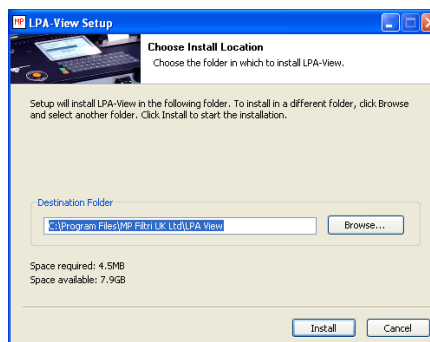 MP LPA-View Setup
Choose Install Location
Choose the folder in which to install LPA-View.
Setup will install LPA-View in the following folder. To install in a different folder, click Browse
and select another folder. Click Install to start the installation.
Destination Folder
C:\Program Files\MP Filtri UK Ltd\LPA View
Browse...
Space required: 4.5MB
Space available: 7.9GB
Install
Cancel